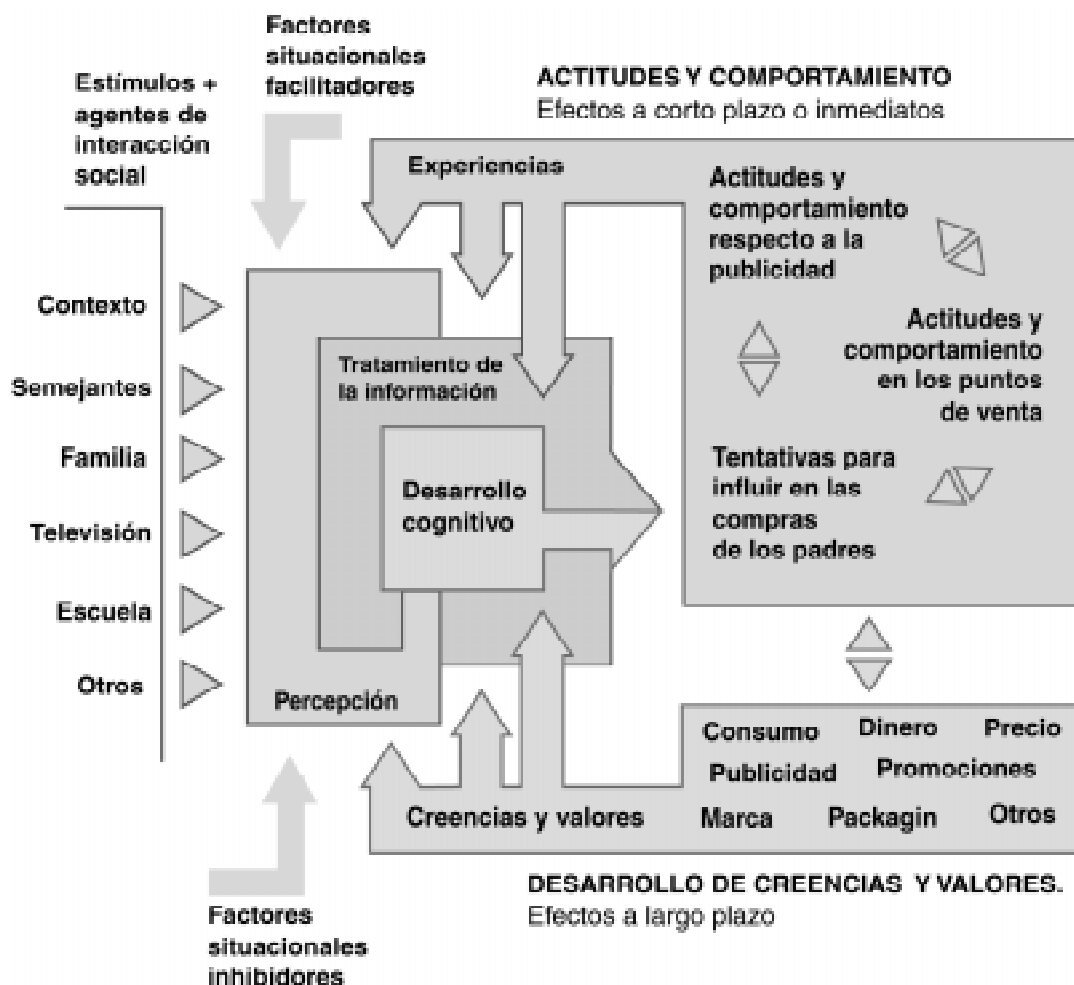 Factores
situacionales
facilitadores
Estímulos +
agentes de
interacción
social
ACTITUDES Y COMPORTAMIENTO
Efectos a corto plazo o inmediatos
Experiencias
Actitudes y
comportamiento
respecto a la
publicidad
Contexto
Semejantes
Familia
Televisión
Escuela
Otros
Tratamiento de
la información
Desarrollo
cognitivo
Percepción
Actitudes y
comportamiento
en los puntos
de venta
Tentativas para
influir en las
compras
de los padres
Consumo Dinero Precio
Publicidad Promociones
Marca Packagin Otros
Creencias y valores
DESARROLLO DE CREENCIAS Y VALORES.
Efectos a largo plazo
Factores
situacionales
inhibidores